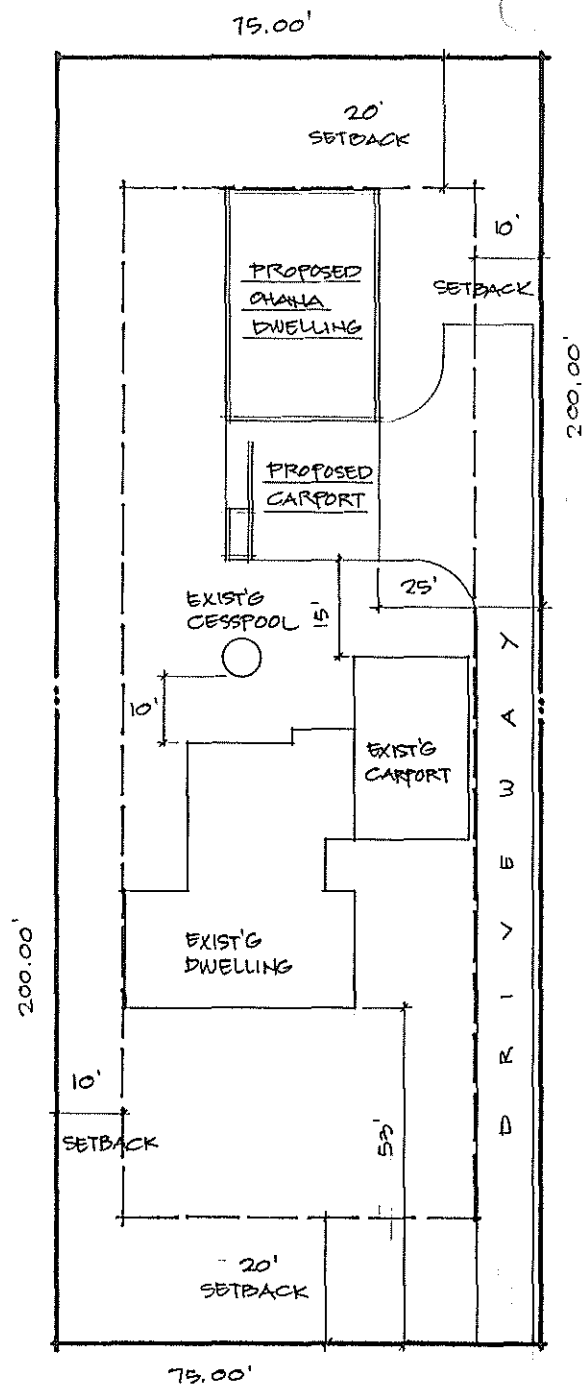 75.00'
20'
SETBACK
10'
SETBACK
PROPOSED
OHANA
DWELLING
200.00'
PROPOSED
CARPORT
25'
15'
EXIST'G
CESSPOOL
10'
EXIST'G
CARPORT
DRIVEWAY
EXIST'G
DWELLING
200.00'
10'
SETBACK
53'
20'
SETBACK
75.00'